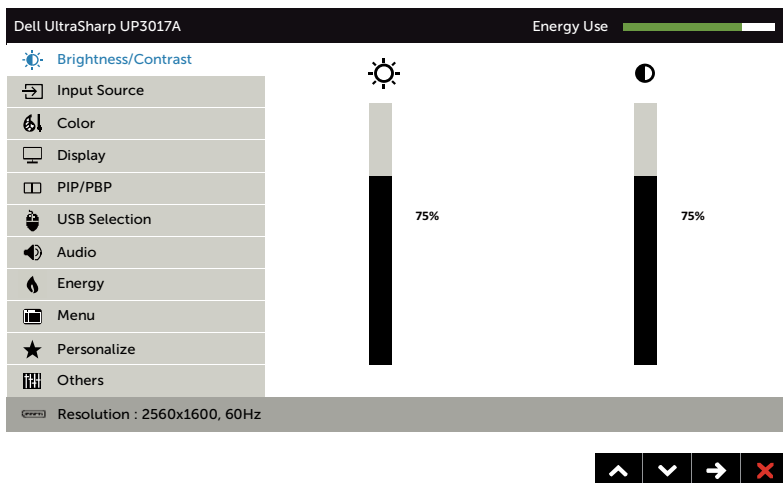 Dell UltraSharp UP3017A
Energy Use
Brightness/Contrast
Input Source
Color
Display
PIP/PBP
USB Selection
Audio
Energy
Menu
Personalize
Others
75%
75%
Resolution : 2560x1600, 60Hz